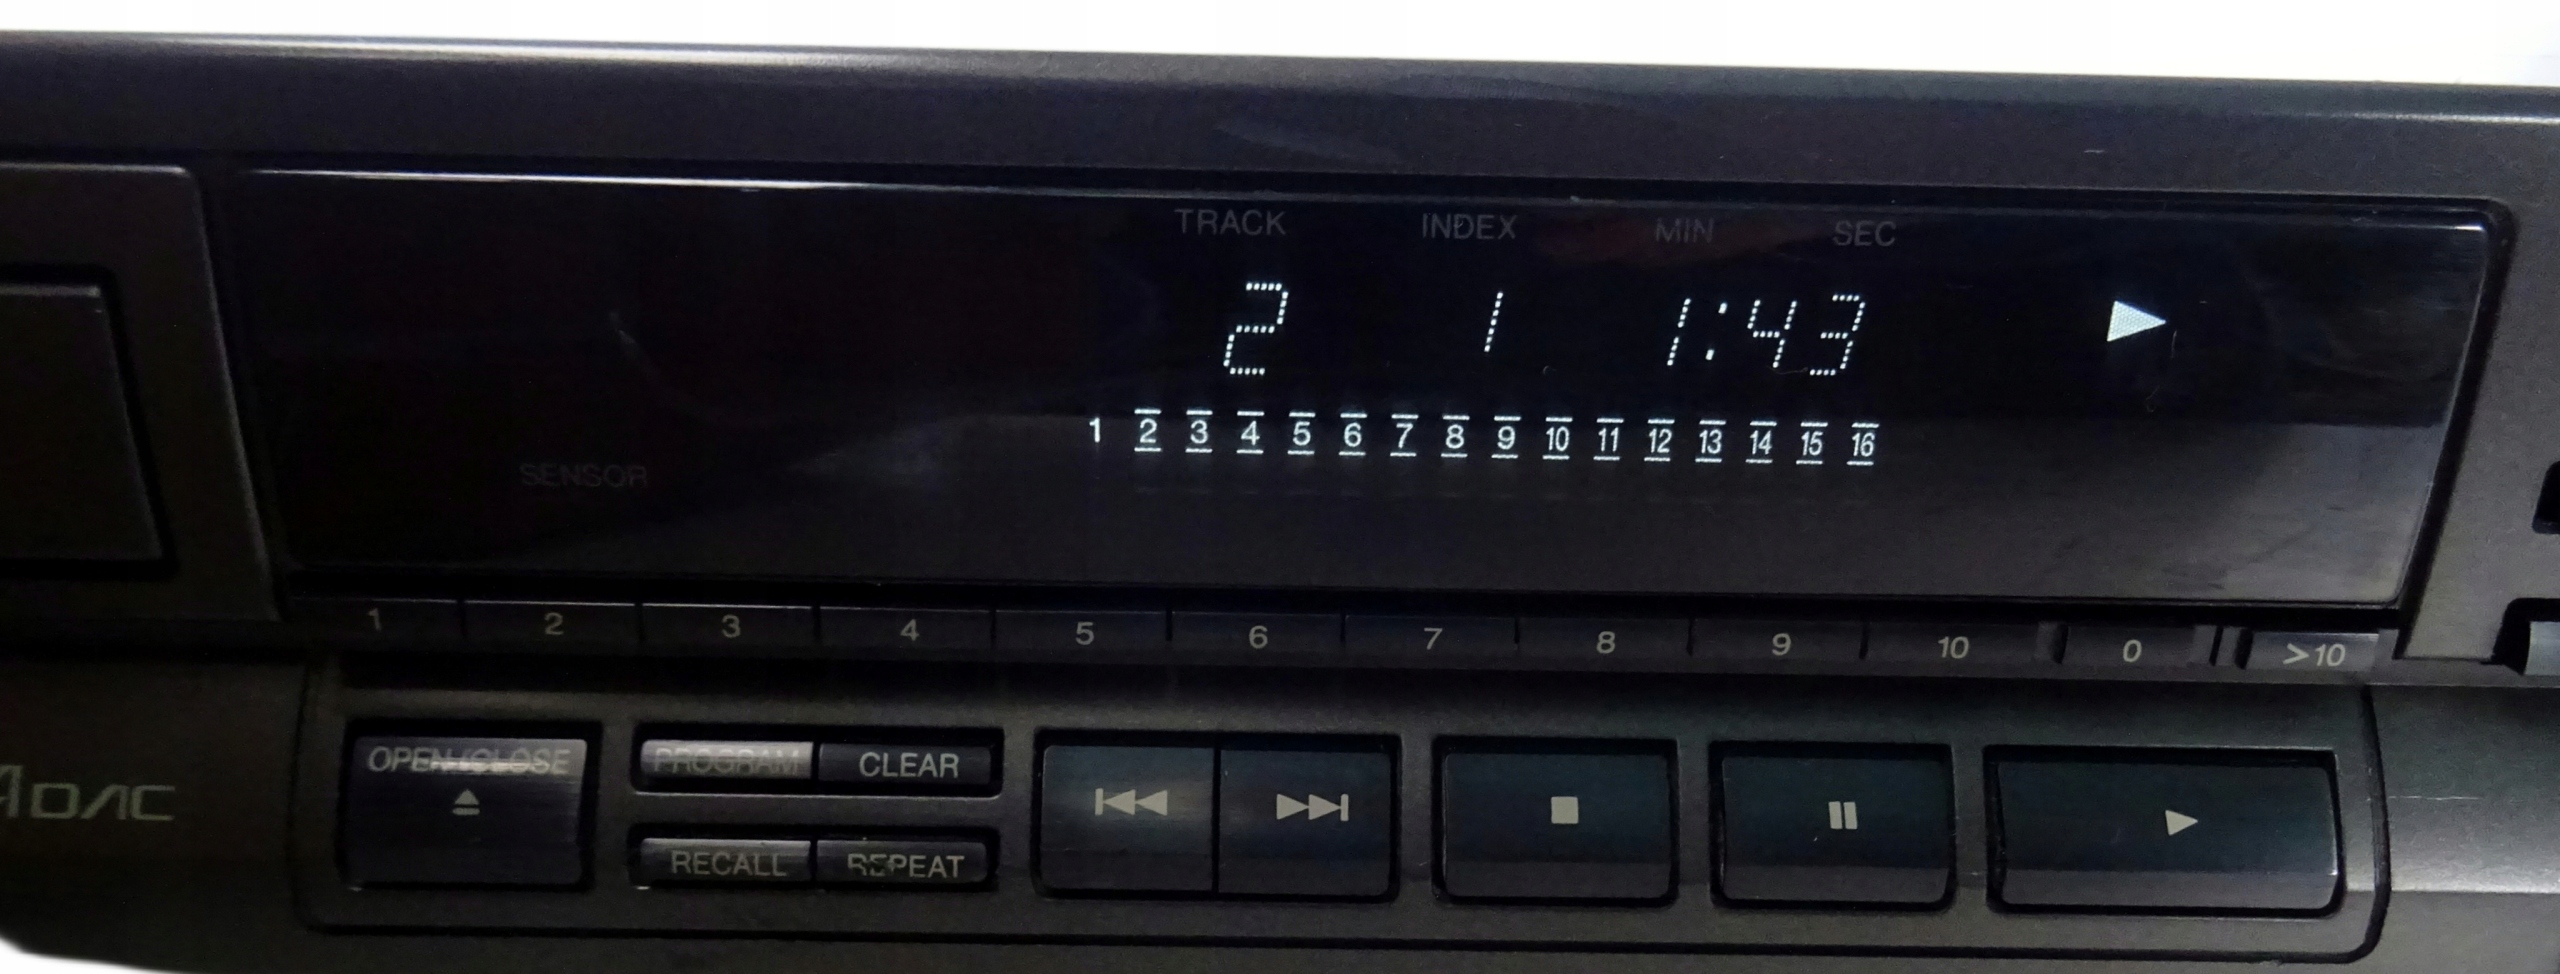 TRACK INDEX MIN SEC
2 1 1:43
1 2 3 4 5 6 7 8 9 10 11 12 13 14 15 16
SENSOR
1 2 3 4 5 6 7 8 9 10 0 >10
OPEN/CLOSE PROGRAM CLEAR
DAC
RECALL REPEAT